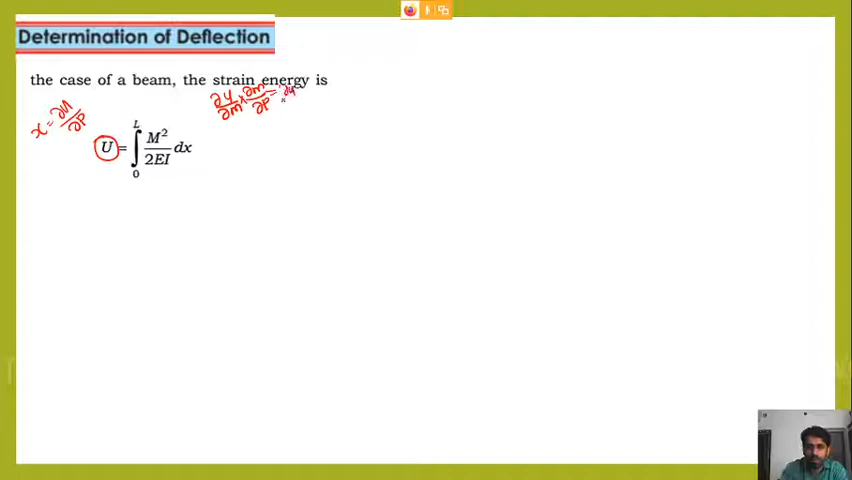 Determination of Deflection
the case of a beam, the strain energy is
x = ∂U/∂P
∂U/∂m × ∂m/∂P = ∂U
U = ∫₀ᴸ M²/2EI dx